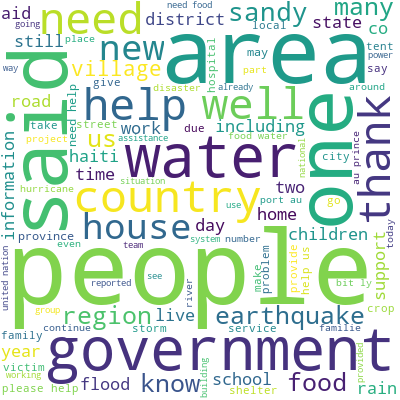 need food
going
place
way
aid
still
need
district
sandy
local
hospital
many
state
co
tent
power
may
say
new
area
village
give
disaster
part
already
around
road
need help
help
well
us
work
due
including
take
street
assistance
food water
national
said
water
one
thank
information
project
haiti
time
city
au prince
hurricane
situation
country
two
port au
go
province
house
day
use
home
children
support
today
even
team
system
number
make
problem
provide
help us
bit ly
people
united nation
reported
see
river
group
region
live
earthquake
crop
continue
storm
service
familie
family
government
provided
year
victim
working
please help
flood
know
building
school
shelter
food
rain